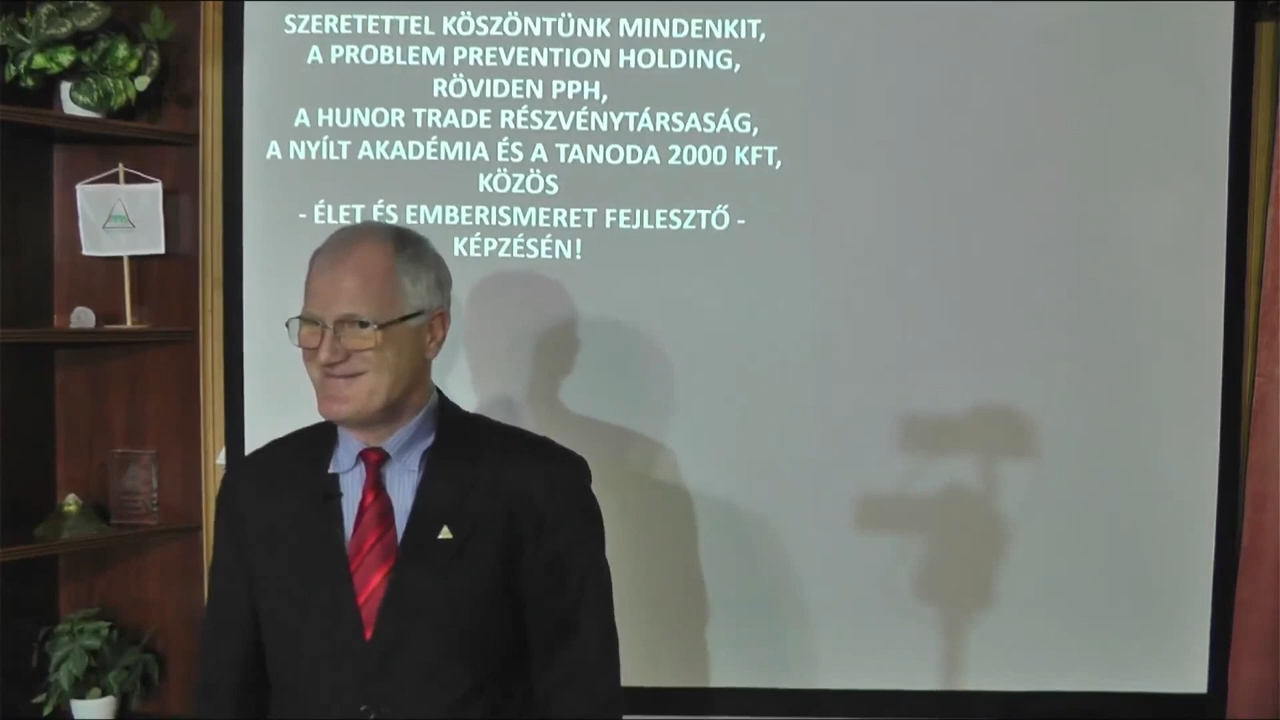 SZERETETTEL KÖSZÖNTÜNK MINDENKIT,
A PROBLEM PREVENTION HOLDING,
RÖVIDEN PPH,
A HUNOR TRADE RÉSZVÉNYTÁRSASÁG,
A NYÍLT AKADÉMIA ÉS A TANODA 2000 KFT,
KÖZÖS
- ÉLET ÉS EMBERISMERET FEJLESZTŐ -
KÉPZÉSÉN!